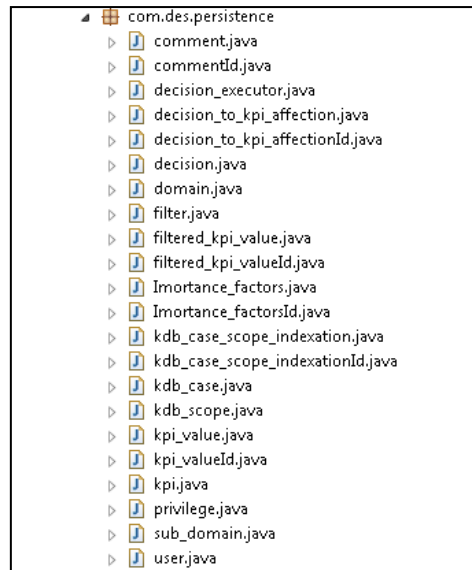 com.des.persistence
comment.java
commentId.java
decision_executor.java
decision_to_kpi_affection.java
decision_to_kpi_affectionId.java
decision.java
domain.java
filter.java
filtered_kpi_value.java
filtered_kpi_valueId.java
Imortance_factors.java
Imortance_factorsId.java
kdb_case_scope_indexation.java
kdb_case_scope_indexationId.java
kdb_case.java
kdb_scope.java
kpi_value.java
kpi_valueId.java
kpi.java
privilege.java
sub_domain.java
user.java